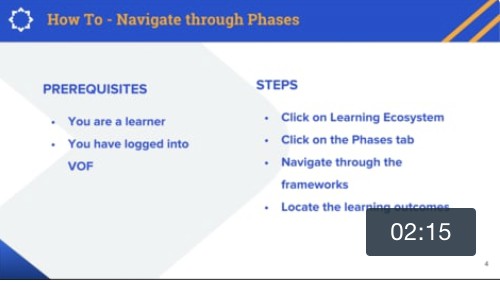 How To - Navigate through Phases
PREREQUISITES
• You are a learner
• You have logged into
VOF
STEPS
• Click on Learning Ecosystem
• Click on the Phases tab
• Navigate through the
frameworks
• Locate the learning outcomes
02:15
4